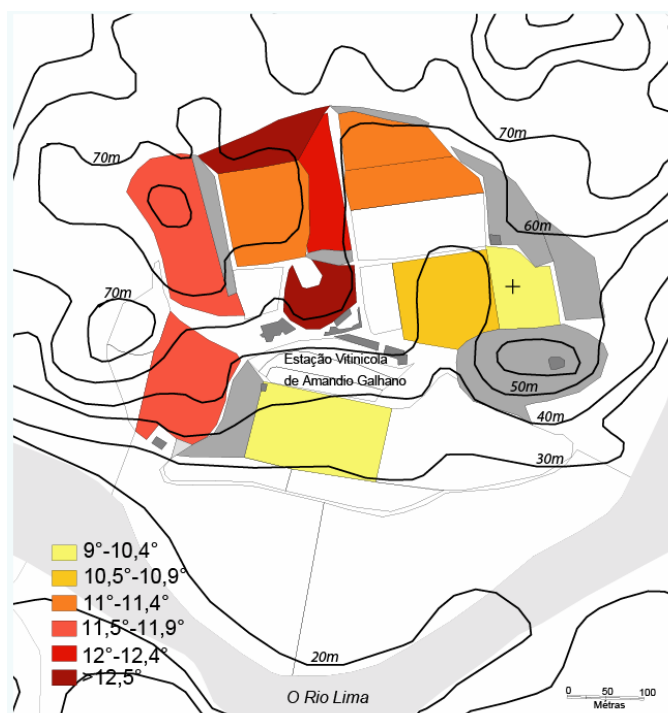 70m
70m
60m
70m
Estação Vitinicola
de Amandio Galhano
50m
40m
30m
9°-10,4°
10,5°-10,9°
11°-11,4°
11,5°-11,9°
12°-12,4°
>12,5°
20m
O Rio Lima
0 50 100
Métras